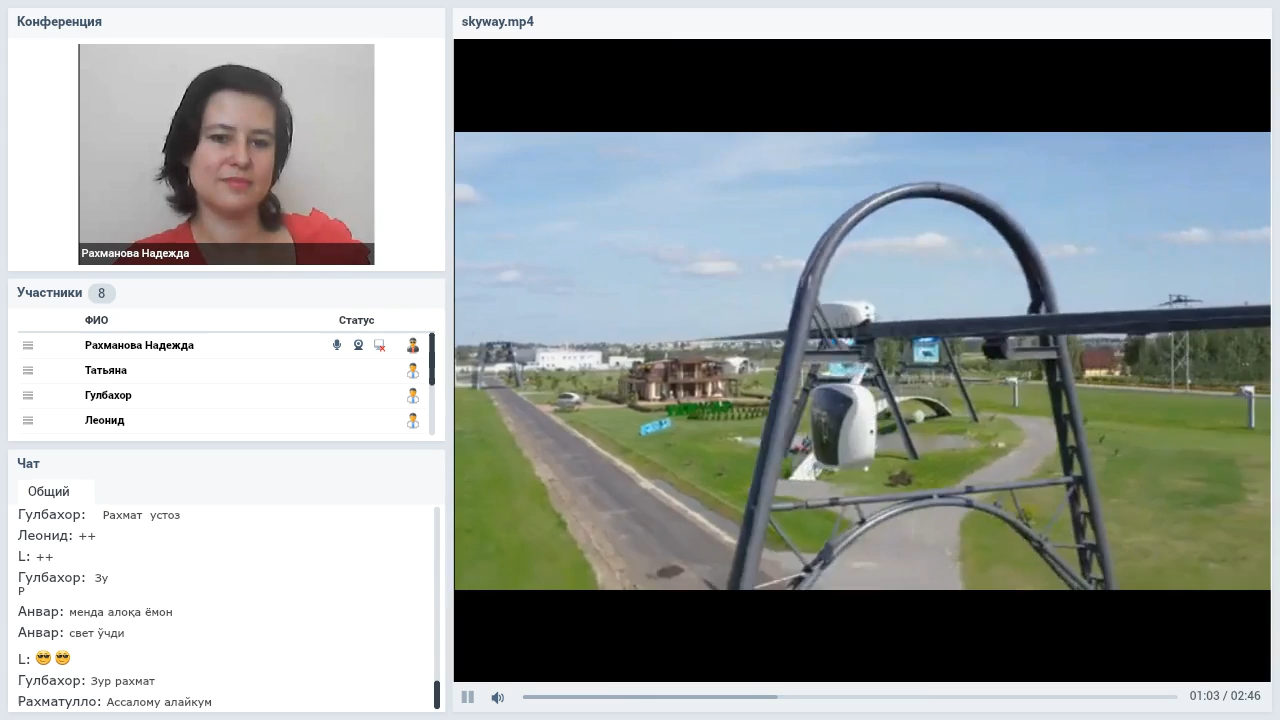 Конференция
Рахманова Надежда
Участники 8
ФИО Статус
Рахманова Надежда
Татьяна
Гулбахор
Леонид
Чат
Общий
Гулбахор: Рахмат устоз
Леонид: ++
L: ++
Гулбахор: Зу
Р
Анвар: менда алоқа ёмон
Анвар: свет ўчди
L:
Гулбахор: Зур рахмат
Рахматулло: Ассалому алайкум
skyway.mp4
01:03 / 02:46